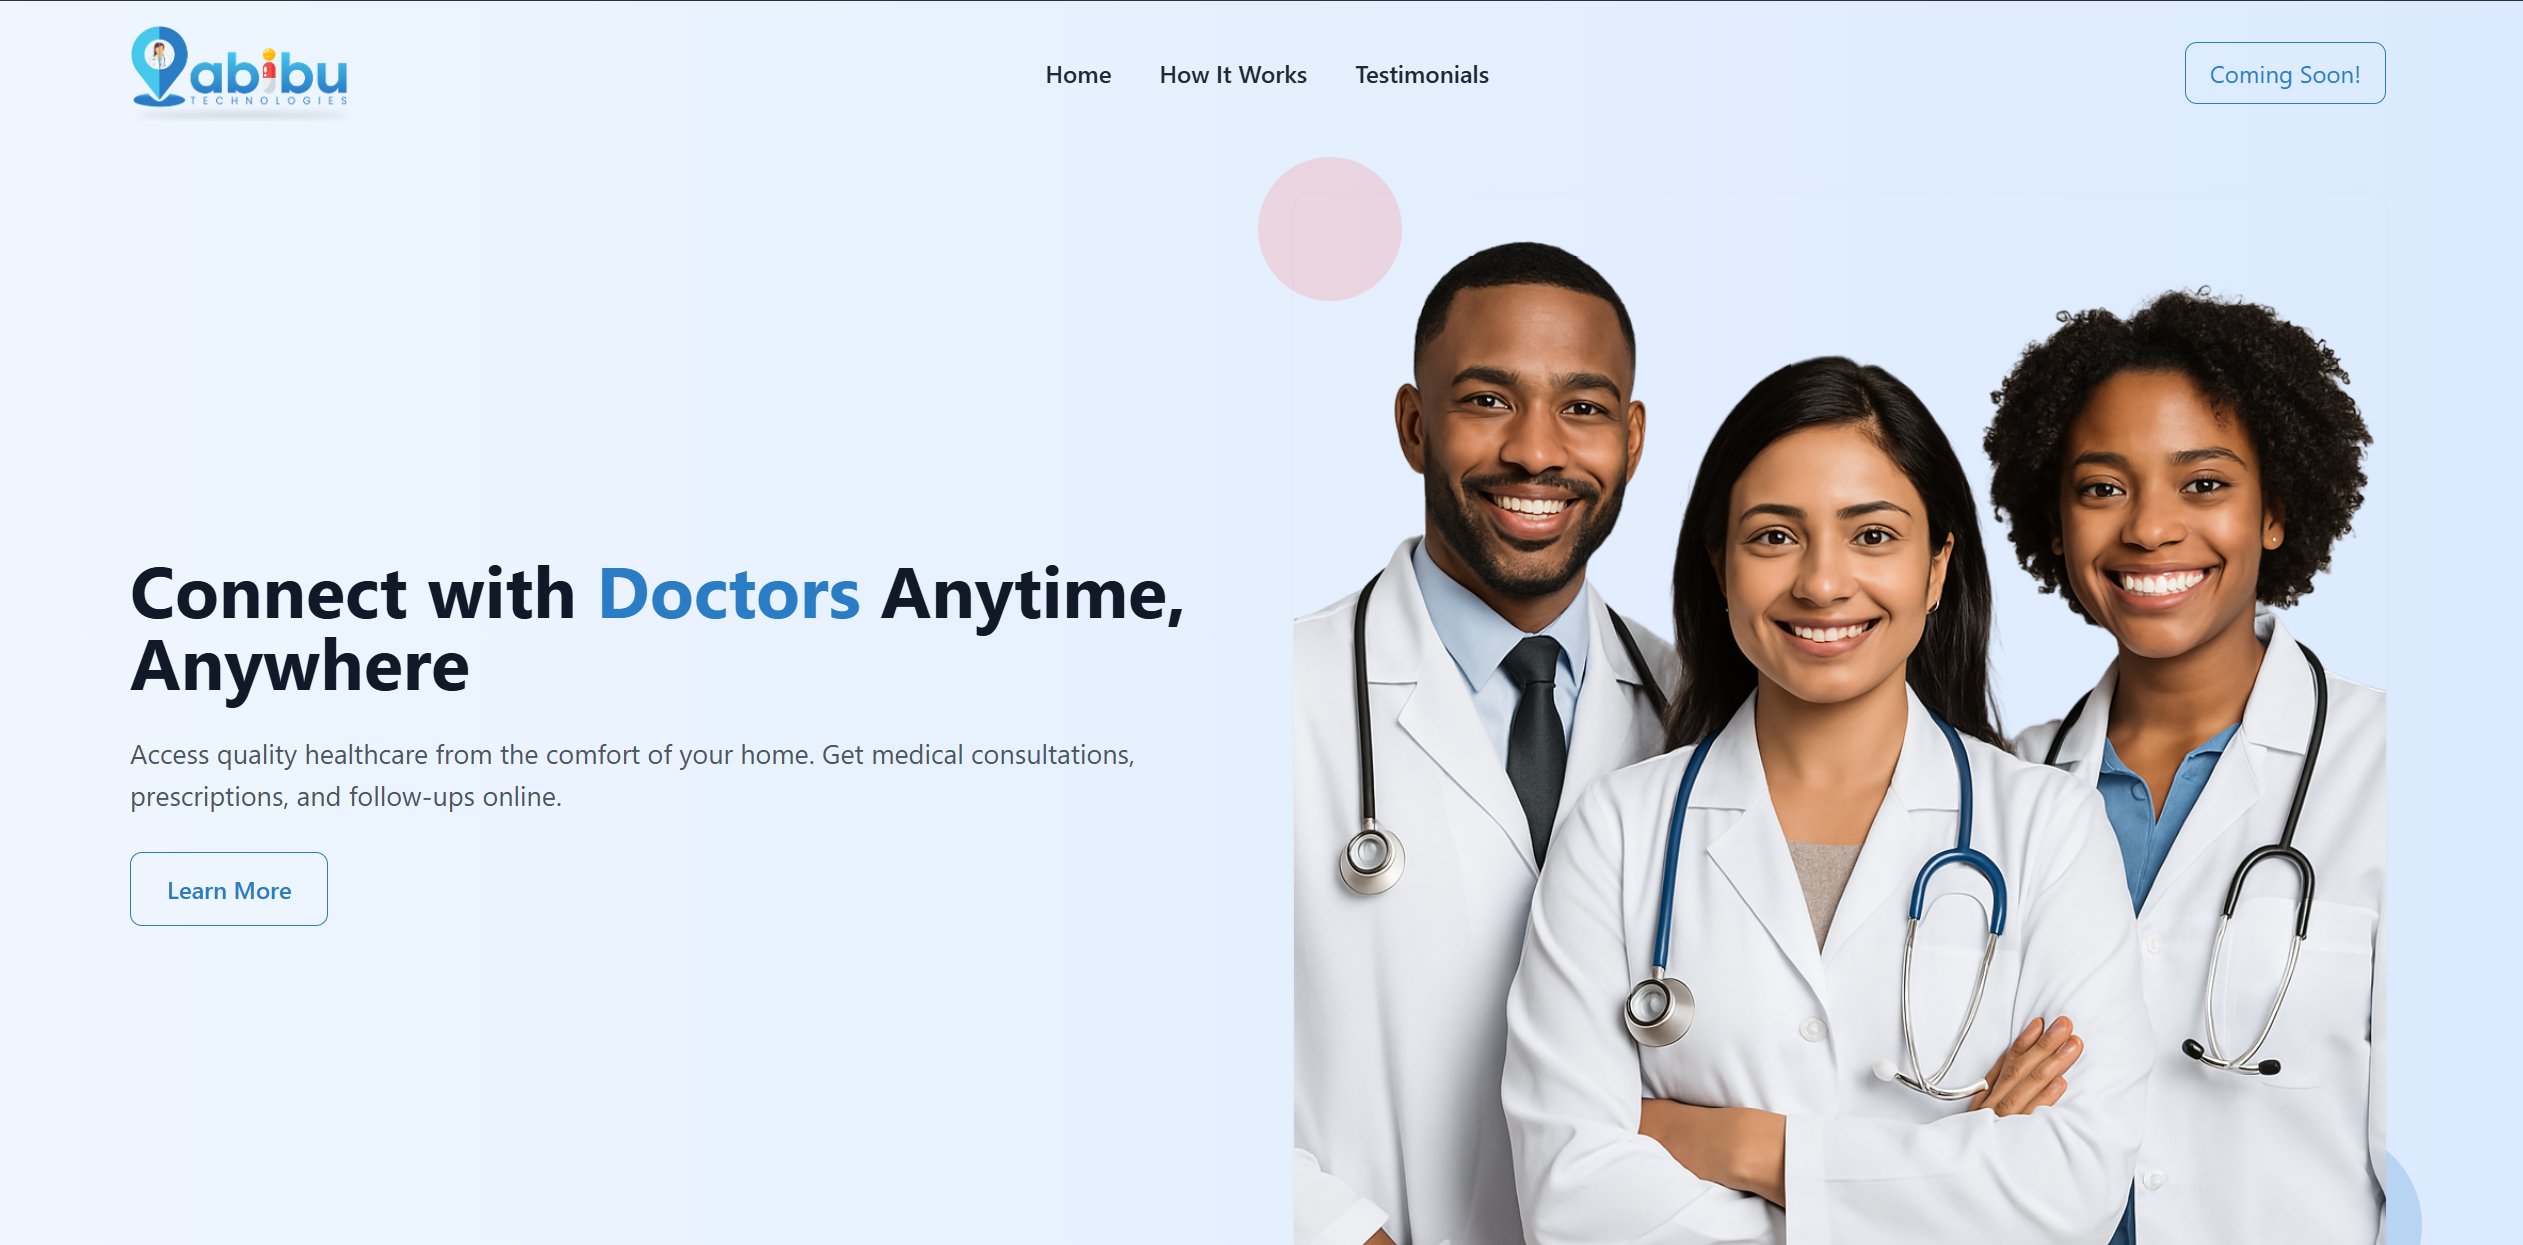 abibu
TECHNOLOGIES
Home
How It Works
Testimonials
Coming Soon!
Connect with Doctors Anytime,
Anywhere
Access quality healthcare from the comfort of your home. Get medical consultations,
prescriptions, and follow-ups online.
Learn More